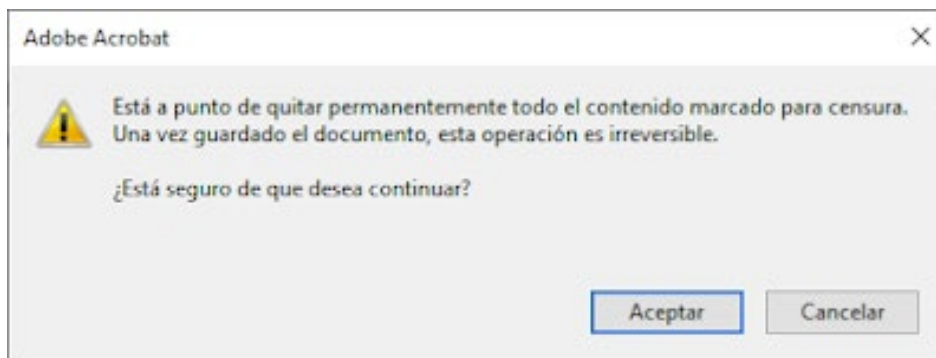 Adobe Acrobat
Está a punto de quitar permanentemente todo el contenido marcado para censura.
Una vez guardado el documento, esta operación es irreversible.
¿Está seguro de que desea continuar?
Aceptar
Cancelar